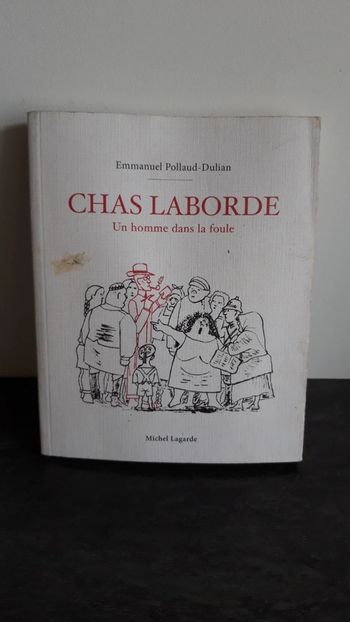 Emmanuel Pollaud-Dulian
CHAS LABORDE
Un homme dans la foule
Michel Lagarde